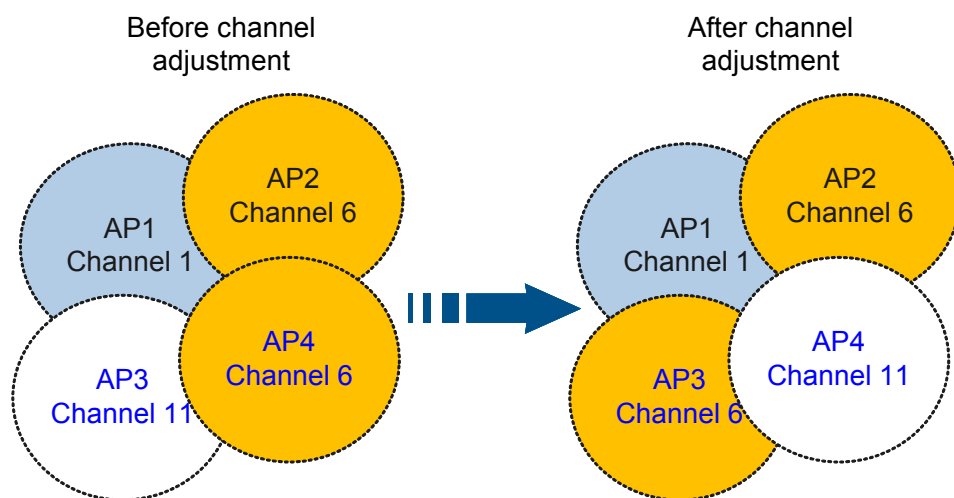 Before channel
adjustment
AP1
Channel 1
AP2
Channel 6
AP3
Channel 11
AP4
Channel 6
After channel
adjustment
AP1
Channel 1
AP2
Channel 6
AP3
Channel 6
AP4
Channel 11